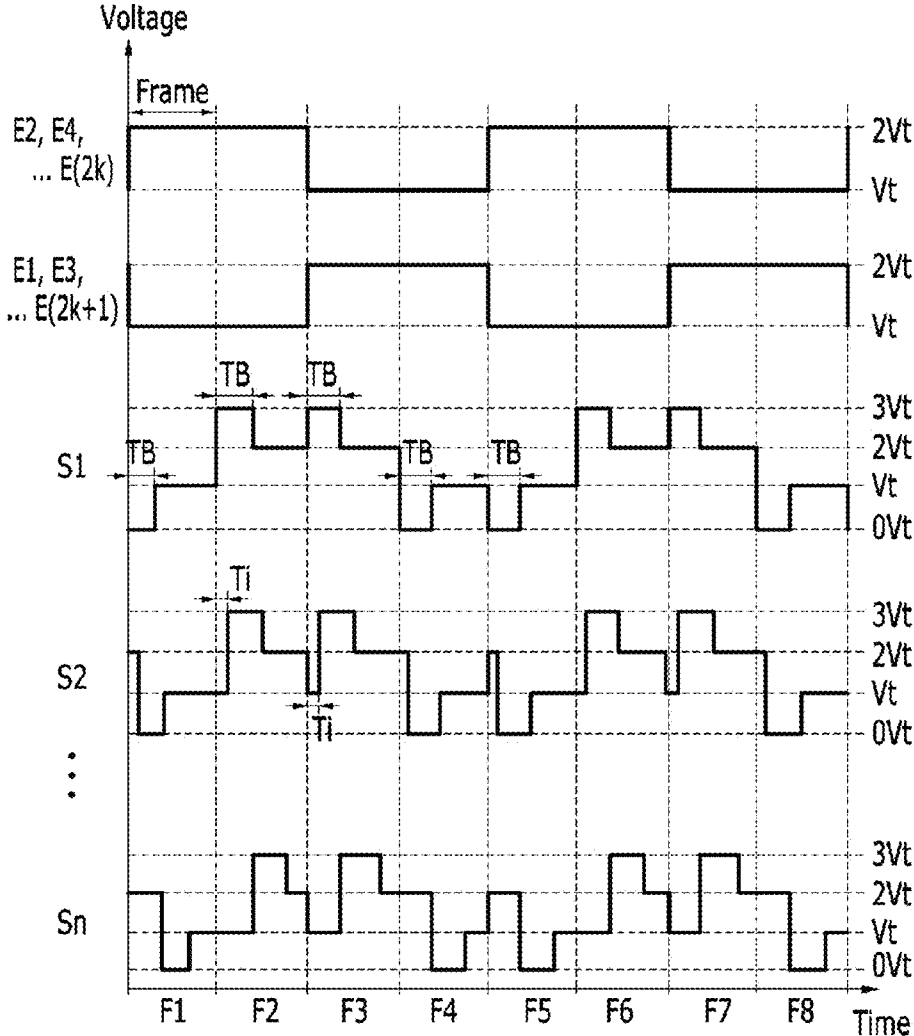 Voltage
Frame
E2, E4,
... E(2k)
2Vt
Vt
E1, E3,
... E(2k+1)
2Vt
Vt
TB
TB
3Vt
TB
TB
TB
2Vt
S1
Vt
0Vt
Ti
3Vt
2Vt
S2
Vt
Ti
0Vt
3Vt
2Vt
Sn
Vt
0Vt
F1
F2
F3
F4
F5
F6
F7
F8
Time